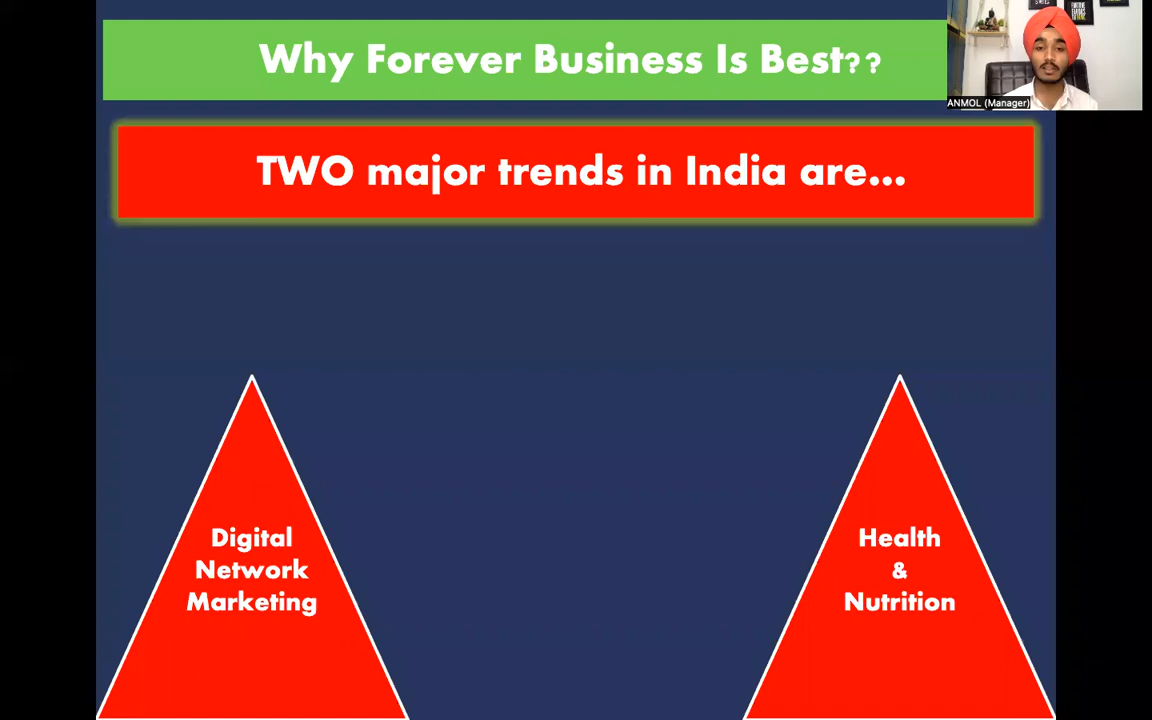 Why Forever Business Is Best??
ANMOL (Manager)
TWO major trends in India are...
Digital
Network
Marketing
Health
&
Nutrition